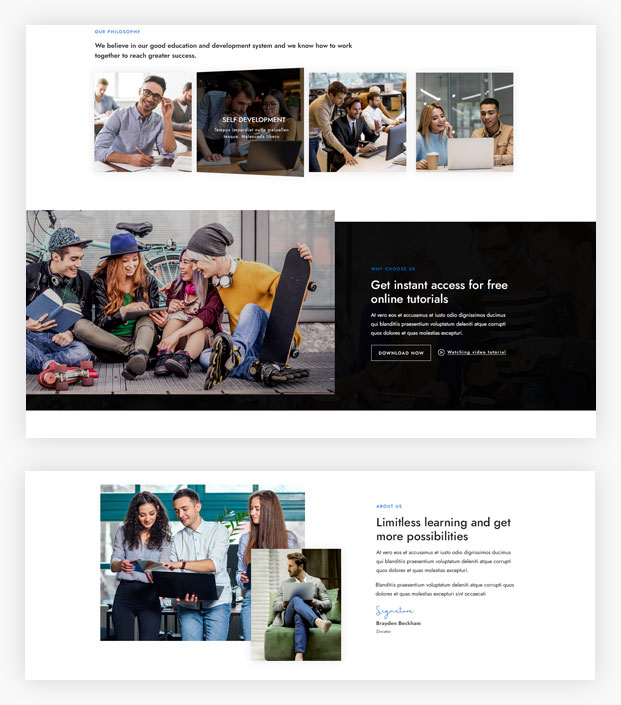 OUR PHILOSOPHY
We believe in our good education and development system and we know how to work
together to reach greater success.
SELF DEVELOPMENT
Tempus imperdiet nulla malpellen
tesque. Malesuada libero
WHY CHOOSE US
Get instant access for free
online tutorials
At vero eos et accusamus et iusto odio dignissimos ducimus
qui blanditiis praesentium voluptatum deleniti atque corrupti
quos dolores et quas molestias excepturi.
DOWNLOAD NOW
Watching video tutorial
ABOUT US
Limitless learning and get
more possibilities
At vero eos et accusamus et iusto odio dignissimos ducimus
qui blanditiis praesentium voluptatum deleniti atque corrupti
quos dolores et quas molestias excepturi.
Blanditiis praesentium voluptatum deleniti atque corrupti quos
dolores et quas molestias excepturi sint occaecati
Signature
Brayden Beckham
Director